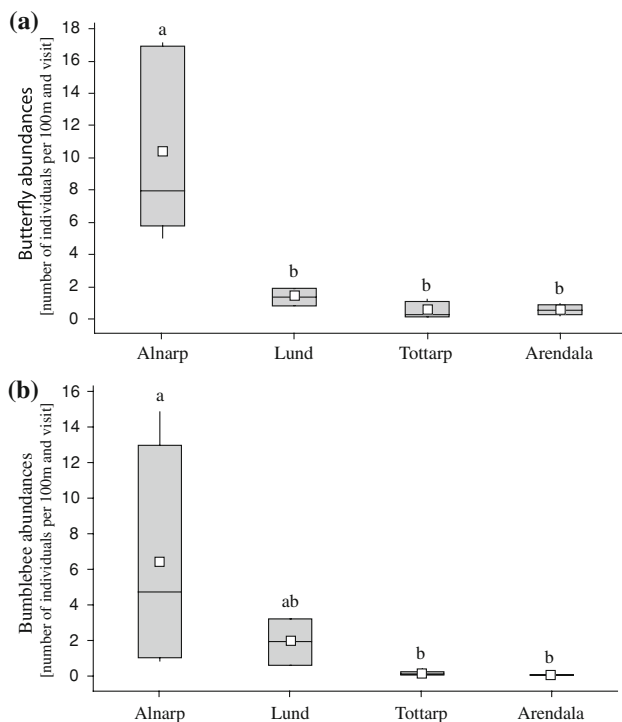 (a)
Butterfly abundances
[number of individuals per 100m and visit]
18
16
14
12
10
8
6
4
2
0
a
b
b
b
Alnarp
Lund
Tottarp
Arendala
(b)
Bumblebee abundances
[number of individuals per 100m and visit]
16
14
12
10
8
6
4
2
0
a
ab
b
b
Alnarp
Lund
Tottarp
Arendala